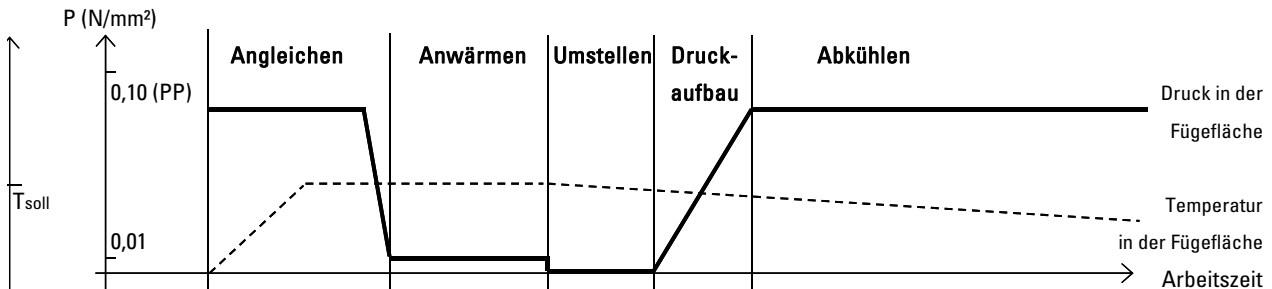 P (N/mm²)
Angleichen
Anwärmen
Umstellen
Druck-
aufbau
Abkühlen
0,10 (PP)
Druck in der
Fügefläche
Tsoll
Temperatur
0,01
in der Fügefläche
Arbeitszeit